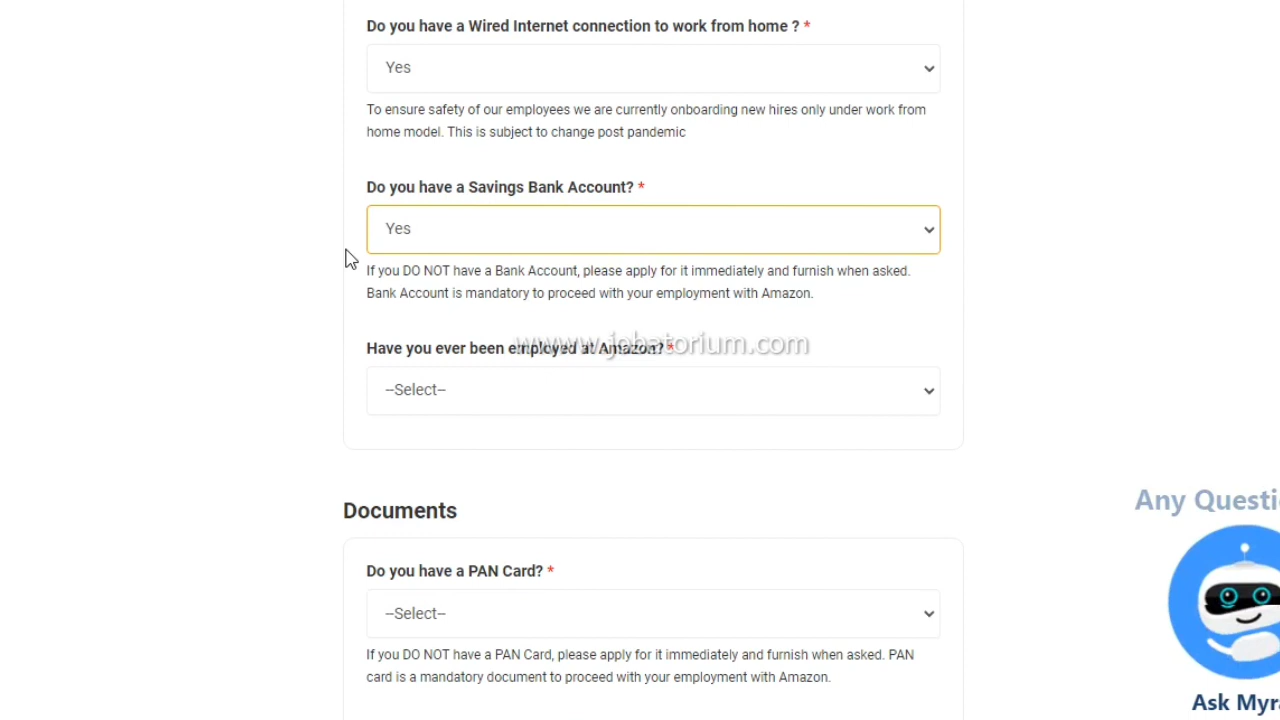 Do you have a Wired Internet connection to work from home ? *
Yes
To ensure safety of our employees we are currently onboarding new hires only under work from
home model. This is subject to change post pandemic
Do you have a Savings Bank Account? *
Yes
If you DO NOT have a Bank Account, please apply for it immediately and furnish when asked.
Bank Account is mandatory to proceed with your employment with Amazon.
www.jobatorium.com
Have you ever been employed at Amazon? *
--Select--
Documents
Any Questi
Do you have a PAN Card? *
--Select--
If you DO NOT have a PAN Card, please apply for it immediately and furnish when asked. PAN
card is a mandatory document to proceed with your employment with Amazon.
Ask Myra